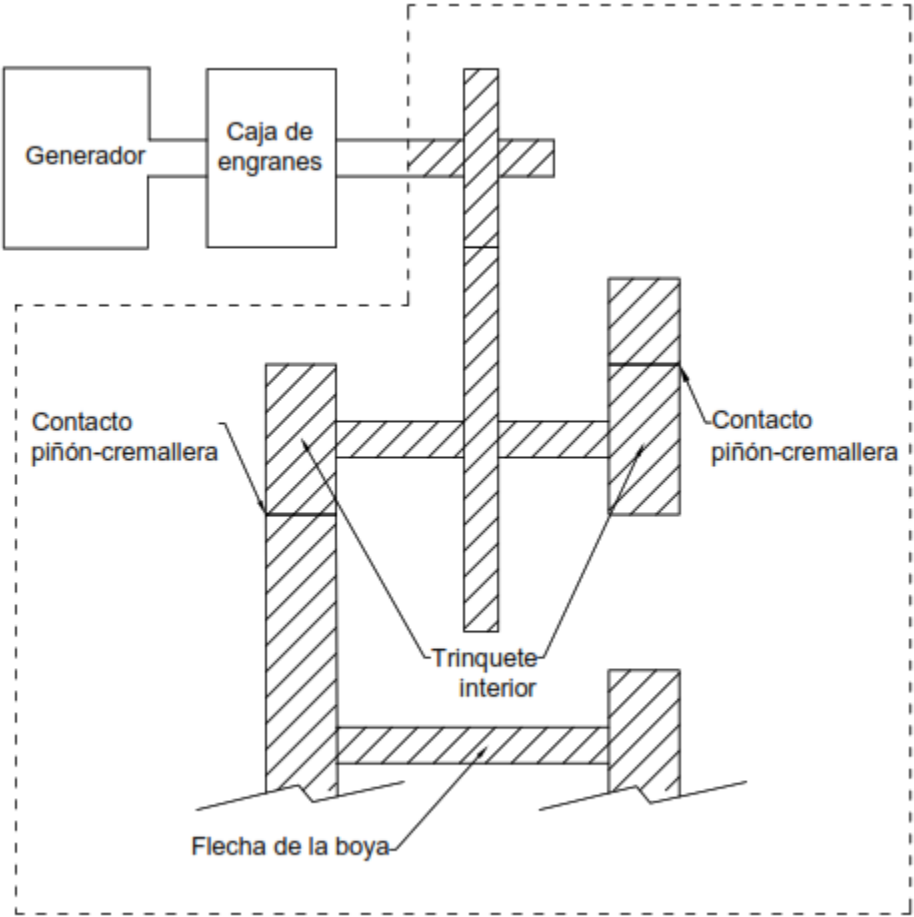 Generador
Caja de
engranes
Contacto
piñón-cremallera
Contacto
piñón-cremallera
Trinquete
interior
Flecha de la boya